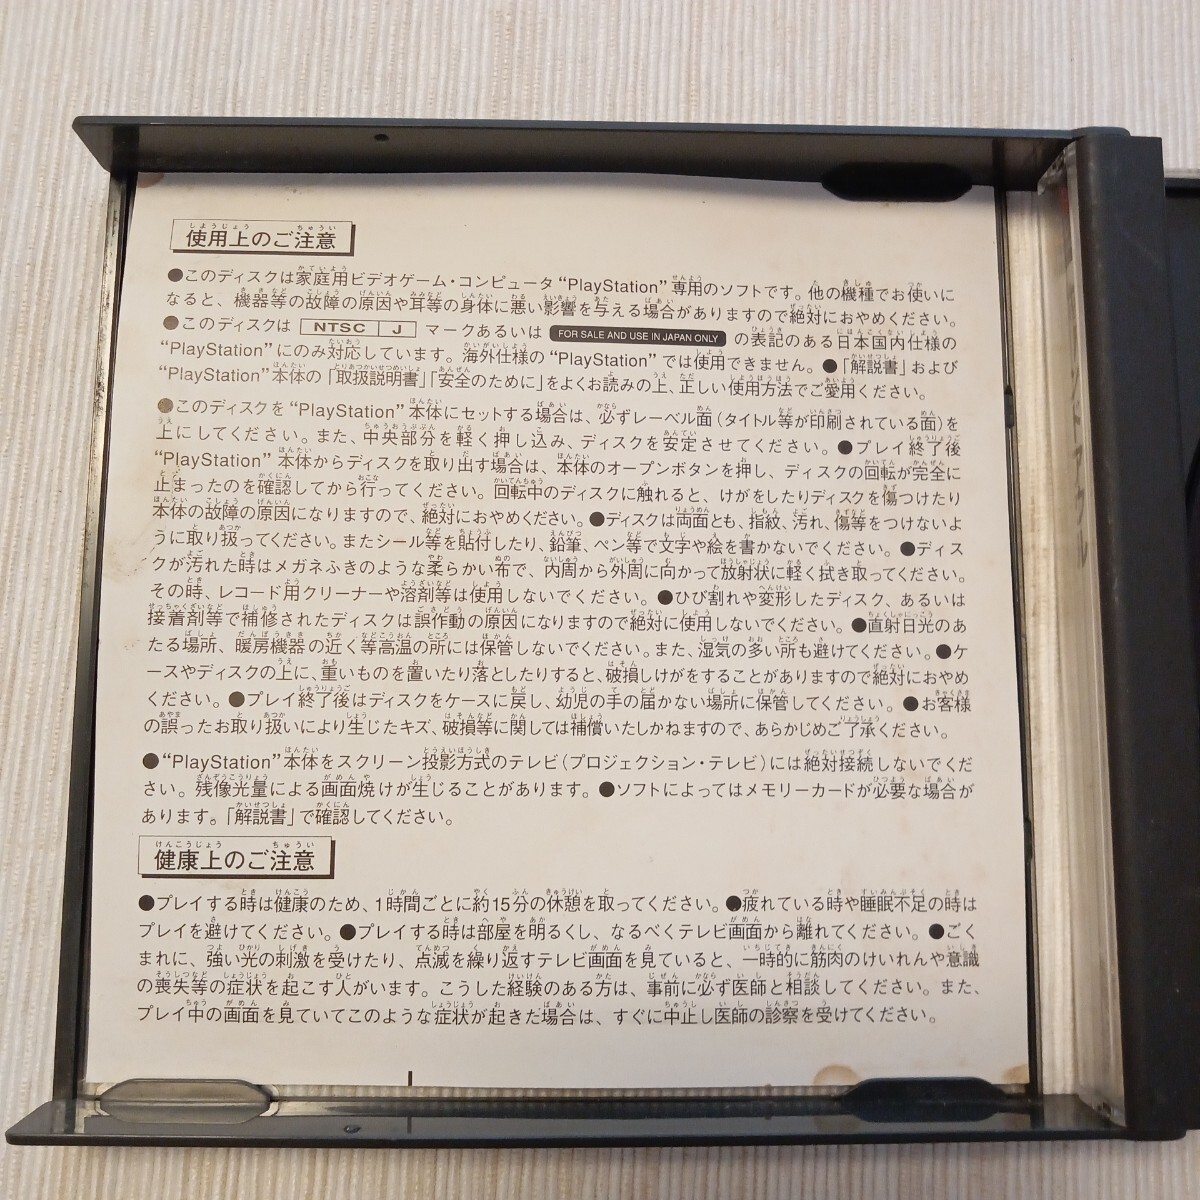 使用上のご注意
●このディスクは家庭用ビデオゲーム・コンピュータ“PlayStation”専用のソフトです。他の機種でお使いに
なると、機器等の故障の原因や耳等の身体に悪い影響を与える場合がありますので絶対におやめください。
●このディスクは NTSC J マークあるいは FOR SALE AND USE IN JAPAN ONLY の表記のある日本国内仕様の
“PlayStation”にのみ対応しています。海外仕様の“PlayStation”では使用できません。●「解説書」および
“PlayStation”本体の「取扱説明書」「安全のために」をよくお読みの上、正しい使用方法でご愛用ください。
●このディスクを“PlayStation”本体にセットする場合は、必ずレーベル面(タイトル等が印刷されている面)を
上にしてください。また、中央部分を軽く押し込み、ディスクを安定させてください。●プレイ終了後
“PlayStation”本体からディスクを取り出す場合は、本体のオープンボタンを押し、ディスクの回転が完全に
止まったのを確認してから行ってください。回転中のディスクに触れると、けがをしたりディスクを傷つけたり
本体の故障の原因になりますので、絶対におやめください。●ディスクは両面とも、指紋、汚れ、傷等をつけないよ
うに取り扱ってください。またシール等を貼付したり、鉛筆、ペン等で文字や絵を書かないでください。●ディス
クが汚れた時はメガネふきのような柔らかい布で、内周から外周に向かって放射状に軽く拭き取ってください。
その時、レコード用クリーナーや溶剤等は使用しないでください。●ひび割れや変形したディスク、あるいは
接着剤等で補修されたディスクは誤作動の原因になりますので絶対に使用しないでください。●直射日光のあ
たる場所、暖房機器の近く等高温の所には保管しないでください。また、湿気の多い所も避けてください。●ケ
ースやディスクの上に、重いものを置いたり落としたりすると、破損しけがをすることがありますので絶対におやめ
ください。●プレイ終了後はディスクをケースに戻し、幼児の手の届かない場所に保管してください。●お客様
の誤ったお取り扱いにより生じたキズ、破損等に関しては補償いたしかねますので、あらかじめご了承ください。
●“PlayStation”本体をスクリーン投影方式のテレビ(プロジェクション・テレビ)には絶対接続しないでくだ
さい。残像光量による画面焼けが生じることがあります。●ソフトによってはメモリーカードが必要な場合が
あります。「解説書」で確認してください。
健康上のご注意
●プレイする時は健康のため、1時間ごとに約15分の休憩を取ってください。●疲れている時や睡眠不足の時は
プレイを避けてください。●プレイする時は部屋を明るくし、なるべくテレビ画面から離れてください。●ごく
まれに、強い光の刺激を受けたり、点滅を繰り返すテレビ画面を見ていると、一時的に筋肉のけいれんや意識
の喪失等の症状を起こす人がいます。こうした経験のある方は、事前に必ず医師と相談してください。また、
プレイ中の画面を見ていてこのような症状が起きた場合は、すぐに中止し医師の診察を受けてください。